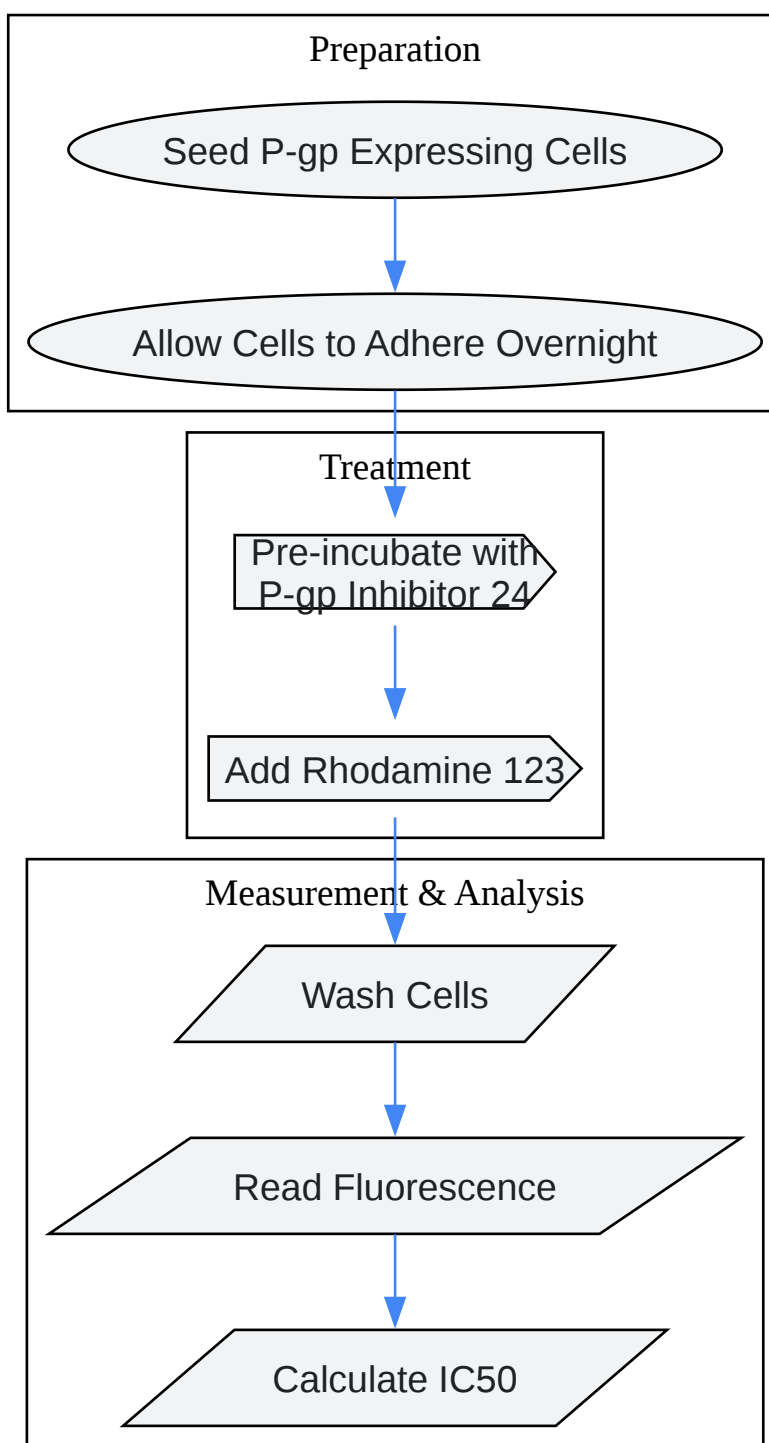 Preparation
Seed P-gp Expressing Cells
Allow Cells to Adhere Overnight
Treatment
Pre-incubate with
P-gp Inhibitor 24
Add Rhodamine 123
Measurement & Analysis
Wash Cells
Read Fluorescence
Calculate IC50